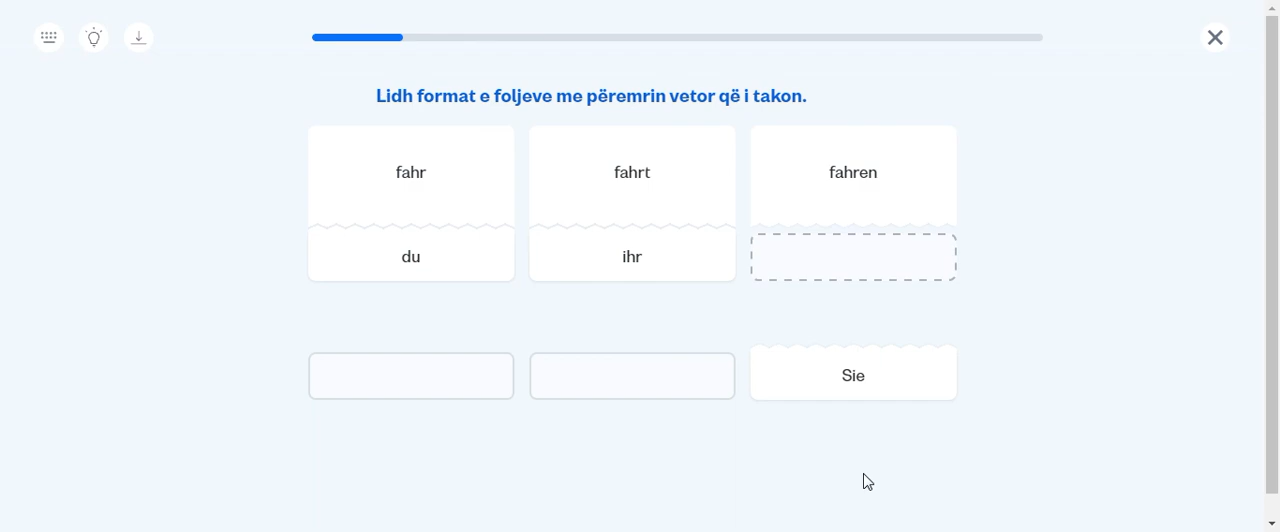 Lidh format e foljeve me përemrin vetor që i takon.
fahr fahrt fahren
du ihr
Sie